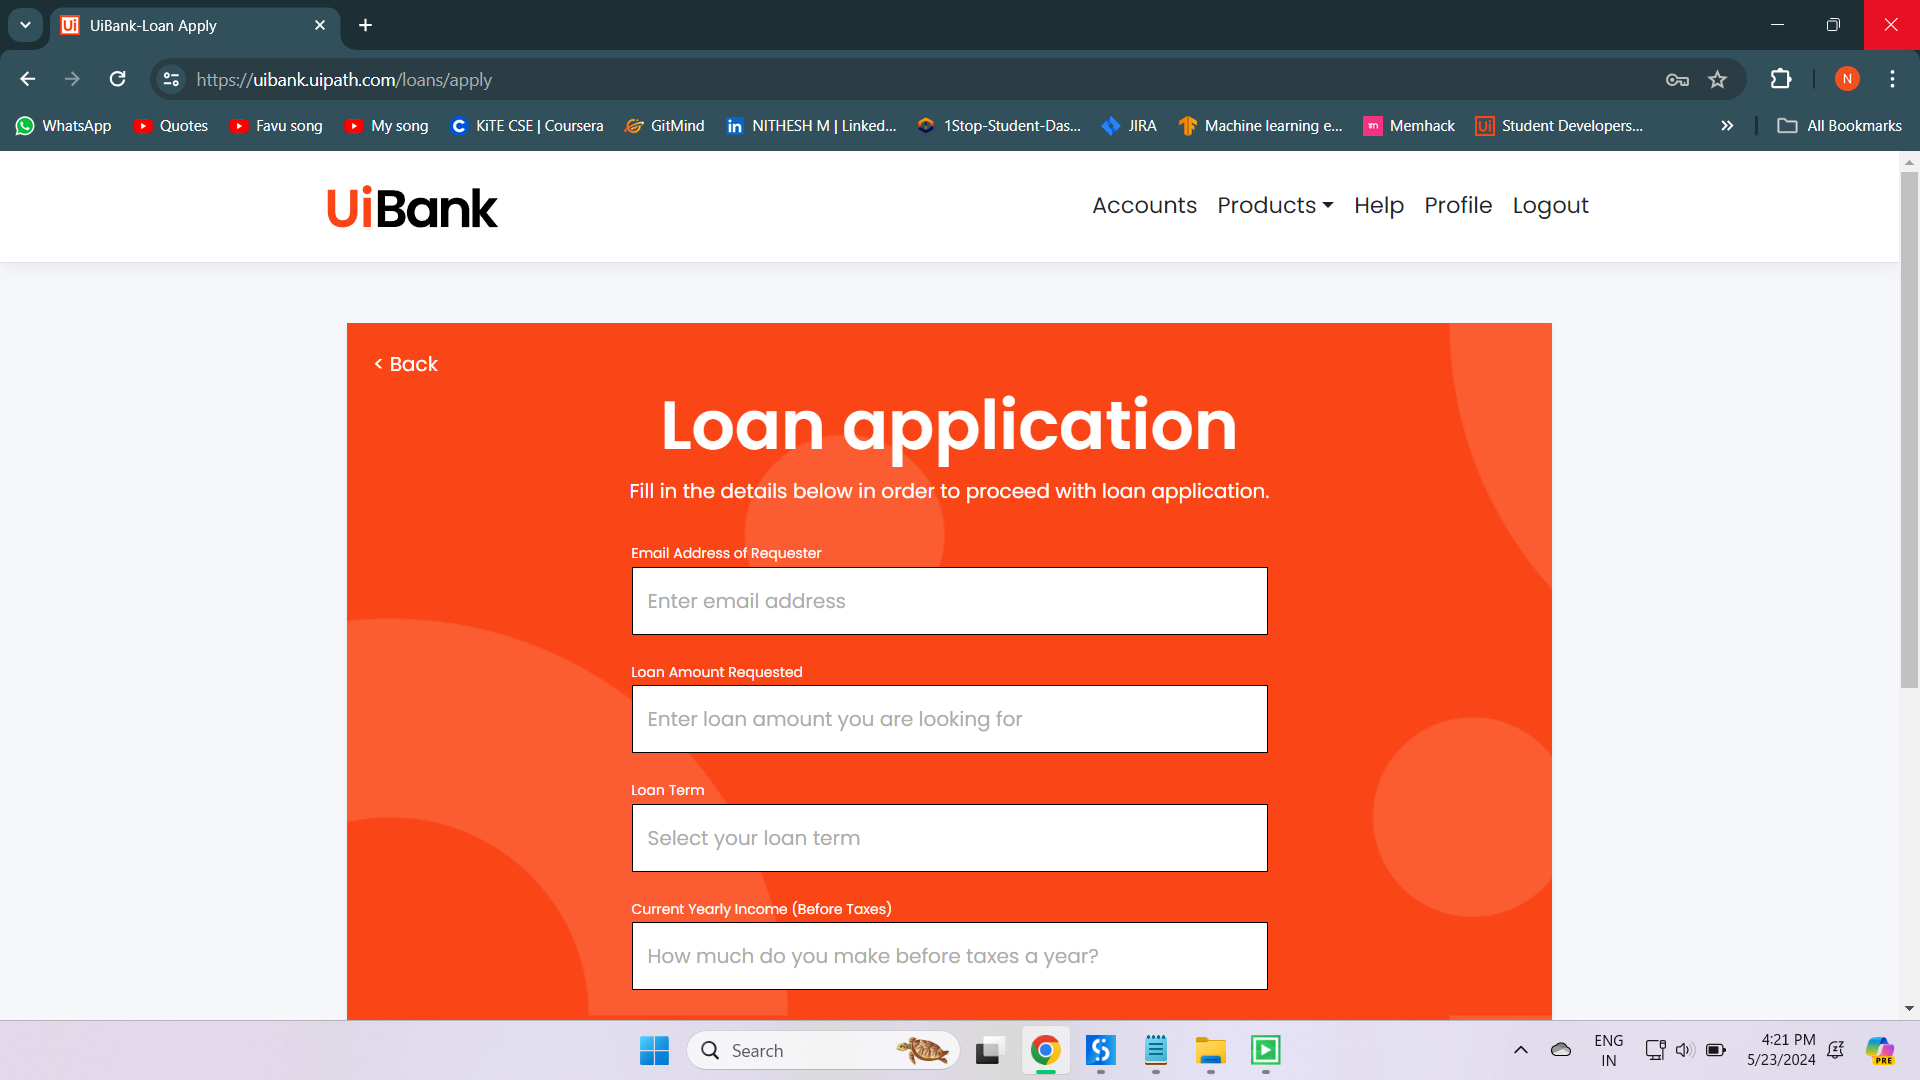 UiBank-Loan Apply
https://uibank.uipath.com/loans/apply
N
WhatsApp
Quotes
Favu song
My song
KiTE CSE | Coursera
GitMind
NITHESH M | Linked...
1Stop-Student-Das...
JIRA
Machine learning e...
Memhack
Student Developers...
All Bookmarks
UiBank
Accounts
Products
Help
Profile
Logout
< Back
Loan application
Fill in the details below in order to proceed with loan application.
Email Address of Requester
Enter email address
Loan Amount Requested
Enter loan amount you are looking for
Loan Term
Select your loan term
Current Yearly Income (Before Taxes)
How much do you make before taxes a year?
Search
ENG
IN
4:21 PM
5/23/2024
PRE